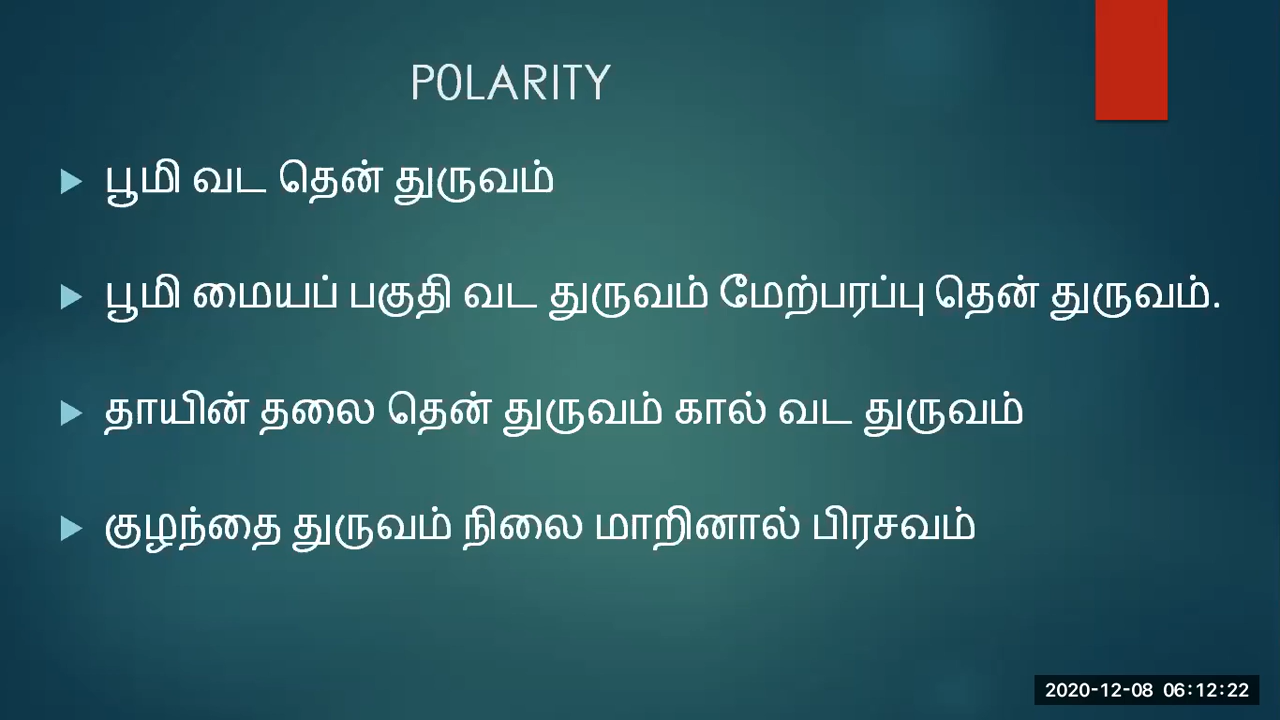 POLARITY
பூமி வட தென் துருவம்
பூமி மையப் பகுதி வட துருவம் மேற்பரப்பு தென் துருவம்.
தாயின் தலை தென் துருவம் கால் வட துருவம்
குழந்தை துருவம் நிலை மாறினால் பிரசவம்
2020-12-08 06:12:22